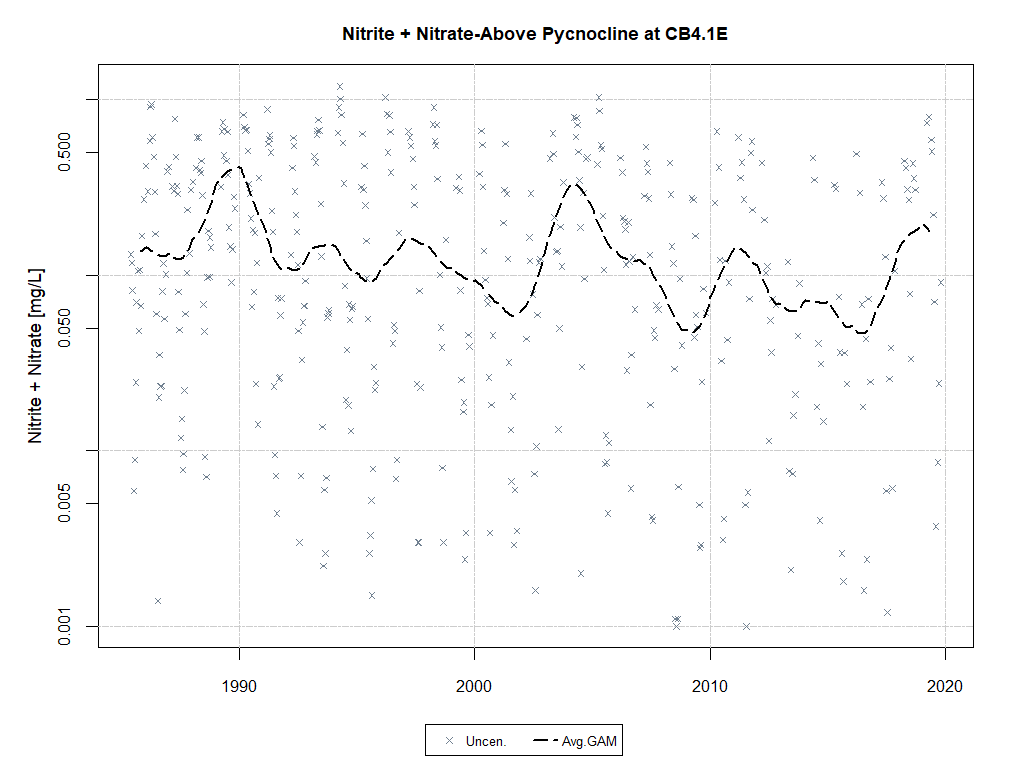 Nitrite + Nitrate-Above Pycnocline at CB4.1E
Nitrite + Nitrate [mg/L]
0.500
0.050
0.005
0.001
1990
2000
2010
2020
Uncen.
Avg.GAM